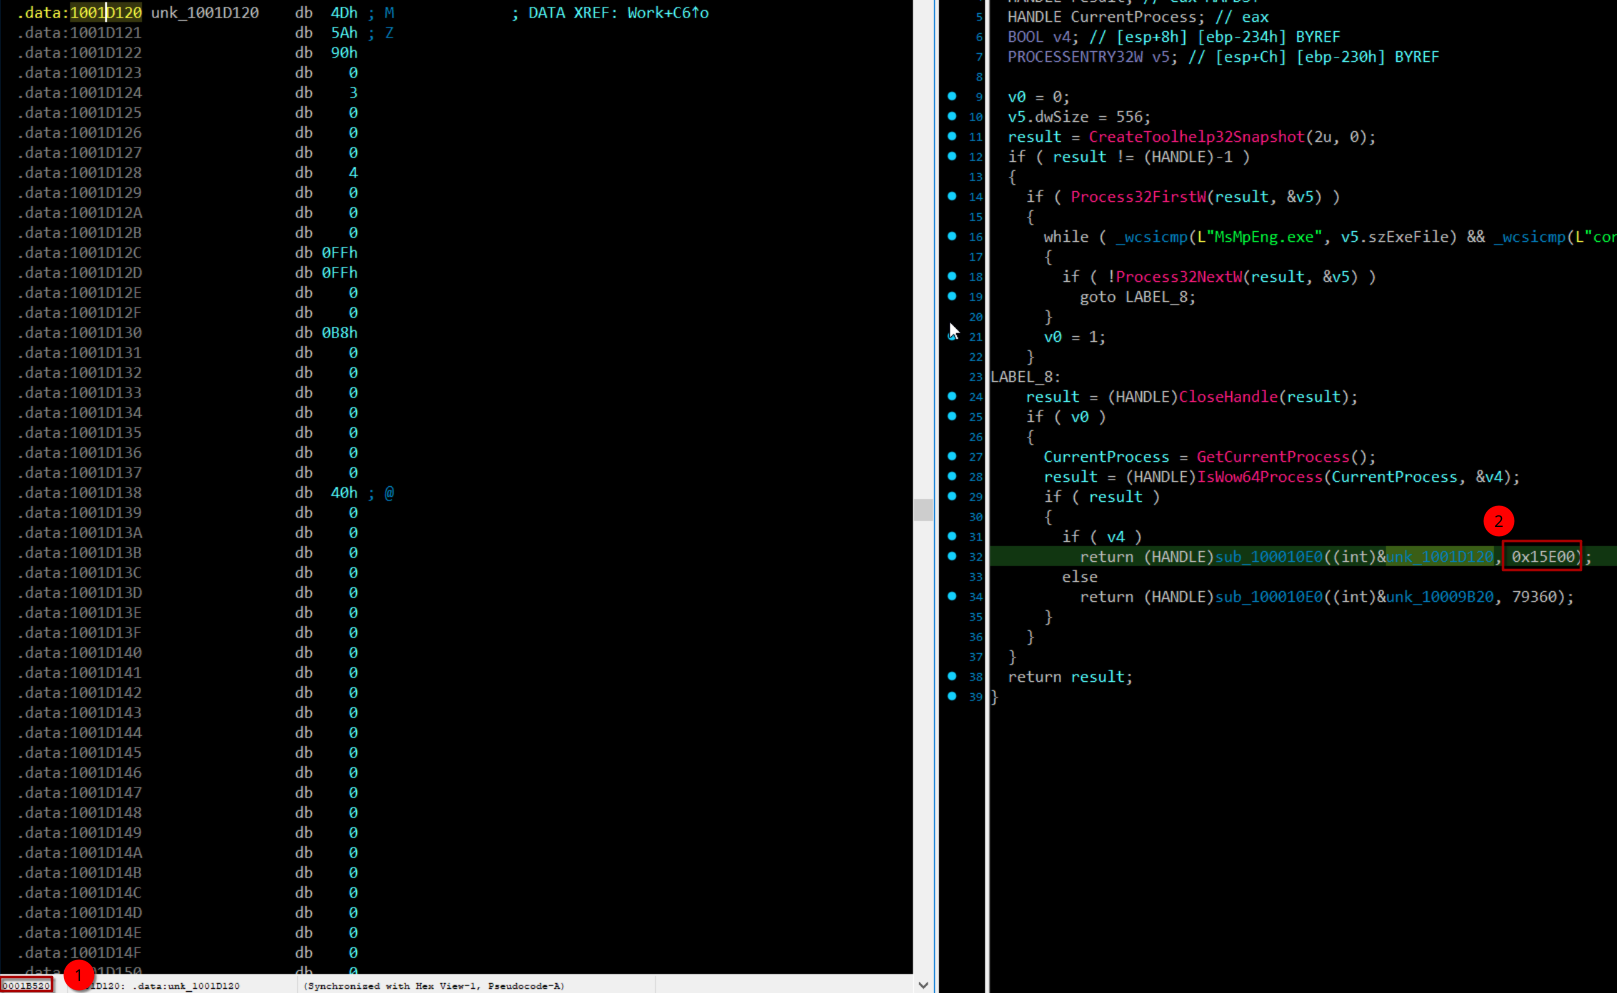 .data:1001D120 unk_1001D120 db 4Dh ; M ; DATA XREF: Work+C6↑o
.data:1001D121 db 5Ah ; Z
.data:1001D122 db 90h
.data:1001D123 db 0
.data:1001D124 db 3
.data:1001D125 db 0
.data:1001D126 db 0
.data:1001D127 db 0
.data:1001D128 db 4
.data:1001D129 db 0
.data:1001D12A db 0
.data:1001D12B db 0
.data:1001D12C db 0FFh
.data:1001D12D db 0FFh
.data:1001D12E db 0
.data:1001D12F db 0
.data:1001D130 db 0B8h
.data:1001D131 db 0
.data:1001D132 db 0
.data:1001D133 db 0
.data:1001D134 db 0
.data:1001D135 db 0
.data:1001D136 db 0
.data:1001D137 db 0
.data:1001D138 db 40h ; @
.data:1001D139 db 0
.data:1001D13A db 0
.data:1001D13B db 0
.data:1001D13C db 0
.data:1001D13D db 0
.data:1001D13E db 0
.data:1001D13F db 0
.data:1001D140 db 0
.data:1001D141 db 0
.data:1001D142 db 0
.data:1001D143 db 0
.data:1001D144 db 0
.data:1001D145 db 0
.data:1001D146 db 0
.data:1001D147 db 0
.data:1001D148 db 0
.data:1001D149 db 0
.data:1001D14A db 0
.data:1001D14B db 0
.data:1001D14C db 0
.data:1001D14D db 0
.data:1001D14E db 0
.data:1001D14F db 0
.data:1001D150 db 0
0001B520 1 1D120: .data:unk_1001D120 (Synchronized with Hex View-1, Pseudocode-A)
5 HANDLE CurrentProcess; // eax
6 BOOL v4; // [esp+8h] [ebp-234h] BYREF
7 PROCESSENTRY32W v5; // [esp+Ch] [ebp-230h] BYREF
8
9 v0 = 0;
10 v5.dwSize = 556;
11 result = CreateToolhelp32Snapshot(2u, 0);
12 if ( result != (HANDLE)-1 )
13 {
14 if ( Process32FirstW(result, &v5) )
15 {
16 while ( _wcsicmp(L"MsMpEng.exe", v5.szExeFile) && _wcsicmp(L"cor
17 {
18 if ( !Process32NextW(result, &v5) )
19 goto LABEL_8;
20 }
21 v0 = 1;
22 }
23 LABEL_8:
24 result = (HANDLE)CloseHandle(result);
25 if ( v0 )
26 {
27 CurrentProcess = GetCurrentProcess();
28 result = (HANDLE)IsWow64Process(CurrentProcess, &v4);
29 if ( result )
30 {
2
31 if ( v4 )
32 return (HANDLE)sub_100010E0((int)&unk_1001D120, 0x15E00);
33 else
34 return (HANDLE)sub_100010E0((int)&unk_10009B20, 79360);
35 }
36 }
37 }
38 return result;
39 }